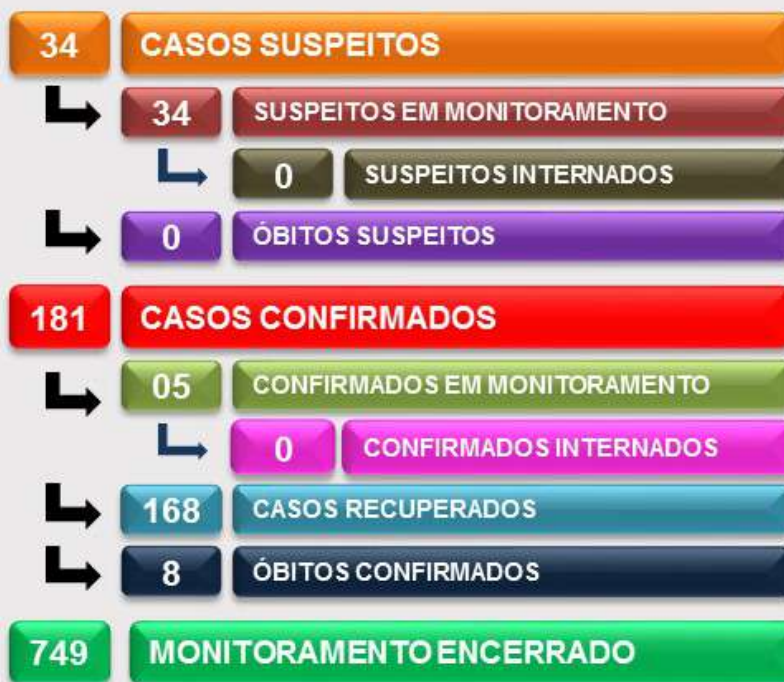 34 CASOS SUSPEITOS
34 SUSPEITOS EM MONITORAMENTO
0 SUSPEITOS INTERNADOS
0 ÓBITOS SUSPEITOS
181 CASOS CONFIRMADOS
05 CONFIRMADOS EM MONITORAMENTO
0 CONFIRMADOS INTERNADOS
168 CASOS RECUPERADOS
8 ÓBITOS CONFIRMADOS
749 MONITORAMENTO ENCERRADO